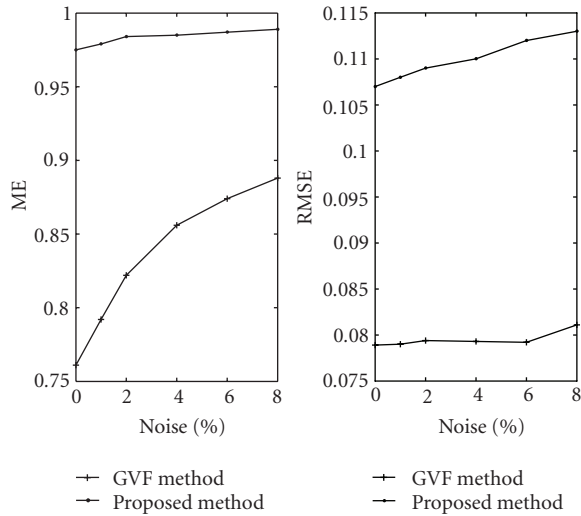 1
0.95
0.9
0.85
0.8
0.75
ME
0 2 4 6 8
Noise (%)
GVF method
Proposed method
0.115
0.11
0.105
0.1
0.095
0.09
0.085
0.08
0.075
RMSE
0 2 4 6 8
Noise (%)
GVF method
Proposed method